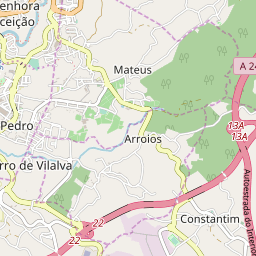 enhora
ceição
Mateus
A 24
13A
13A
Pedro
Arroios
rro de Vilalva
Autoestrada do Interior
22
22
Constantim